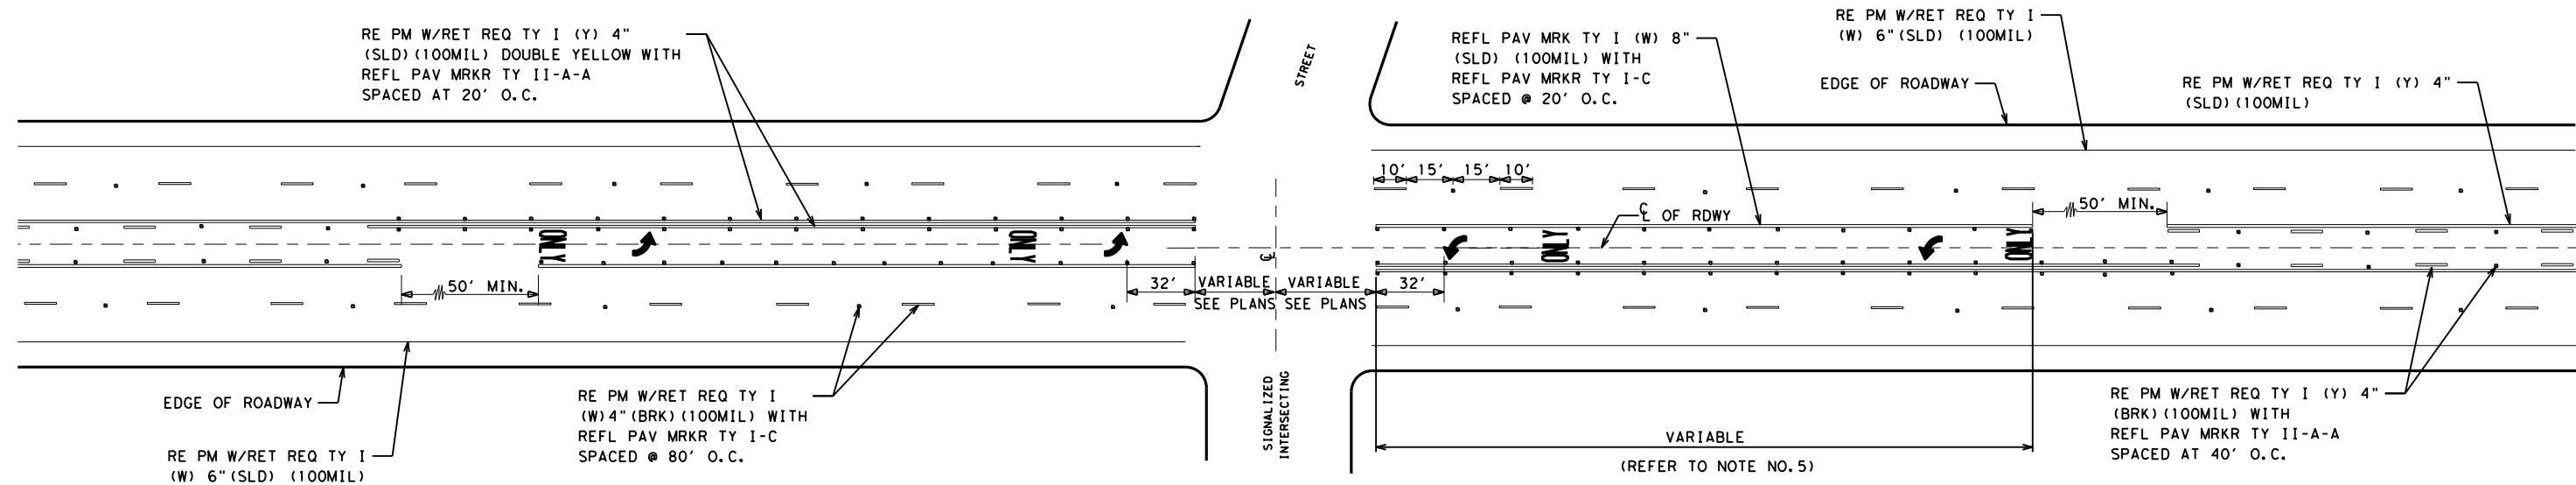 RE PM W/RET REQ TY I (Y) 4"
(SLD)(100MIL) DOUBLE YELLOW WITH
REFL PAV MRKR TY II-A-A
SPACED AT 20' O.C.
STREET
REFL PAV MRK TY I (W) 8"
(SLD) (100MIL) WITH
REFL PAV MRKR TY I-C
SPACED @ 20' O.C.
RE PM W/RET REQ TY I
(W) 6"(SLD) (100MIL)
EDGE OF ROADWAY
RE PM W/RET REQ TY I (Y) 4"
(SLD)(100MIL)
10' 15' 15' 10'
50' MIN.
℄ OF RDWY
ONLY
ONLY
ONLY
ONLY
℄
50' MIN.
32'
VARIABLE
SEE PLANS
VARIABLE
SEE PLANS
32'
EDGE OF ROADWAY
RE PM W/RET REQ TY I
(W) 6"(SLD) (100MIL)
RE PM W/RET REQ TY I
(W)4"(BRK)(100MIL) WITH
REFL PAV MRKR TY I-C
SPACED @ 80' O.C.
SIGNALIZED
INTERSECTING
VARIABLE
(REFER TO NOTE NO.5)
RE PM W/RET REQ TY I (Y) 4"
(BRK)(100MIL) WITH
REFL PAV MRKR TY II-A-A
SPACED AT 40' O.C.